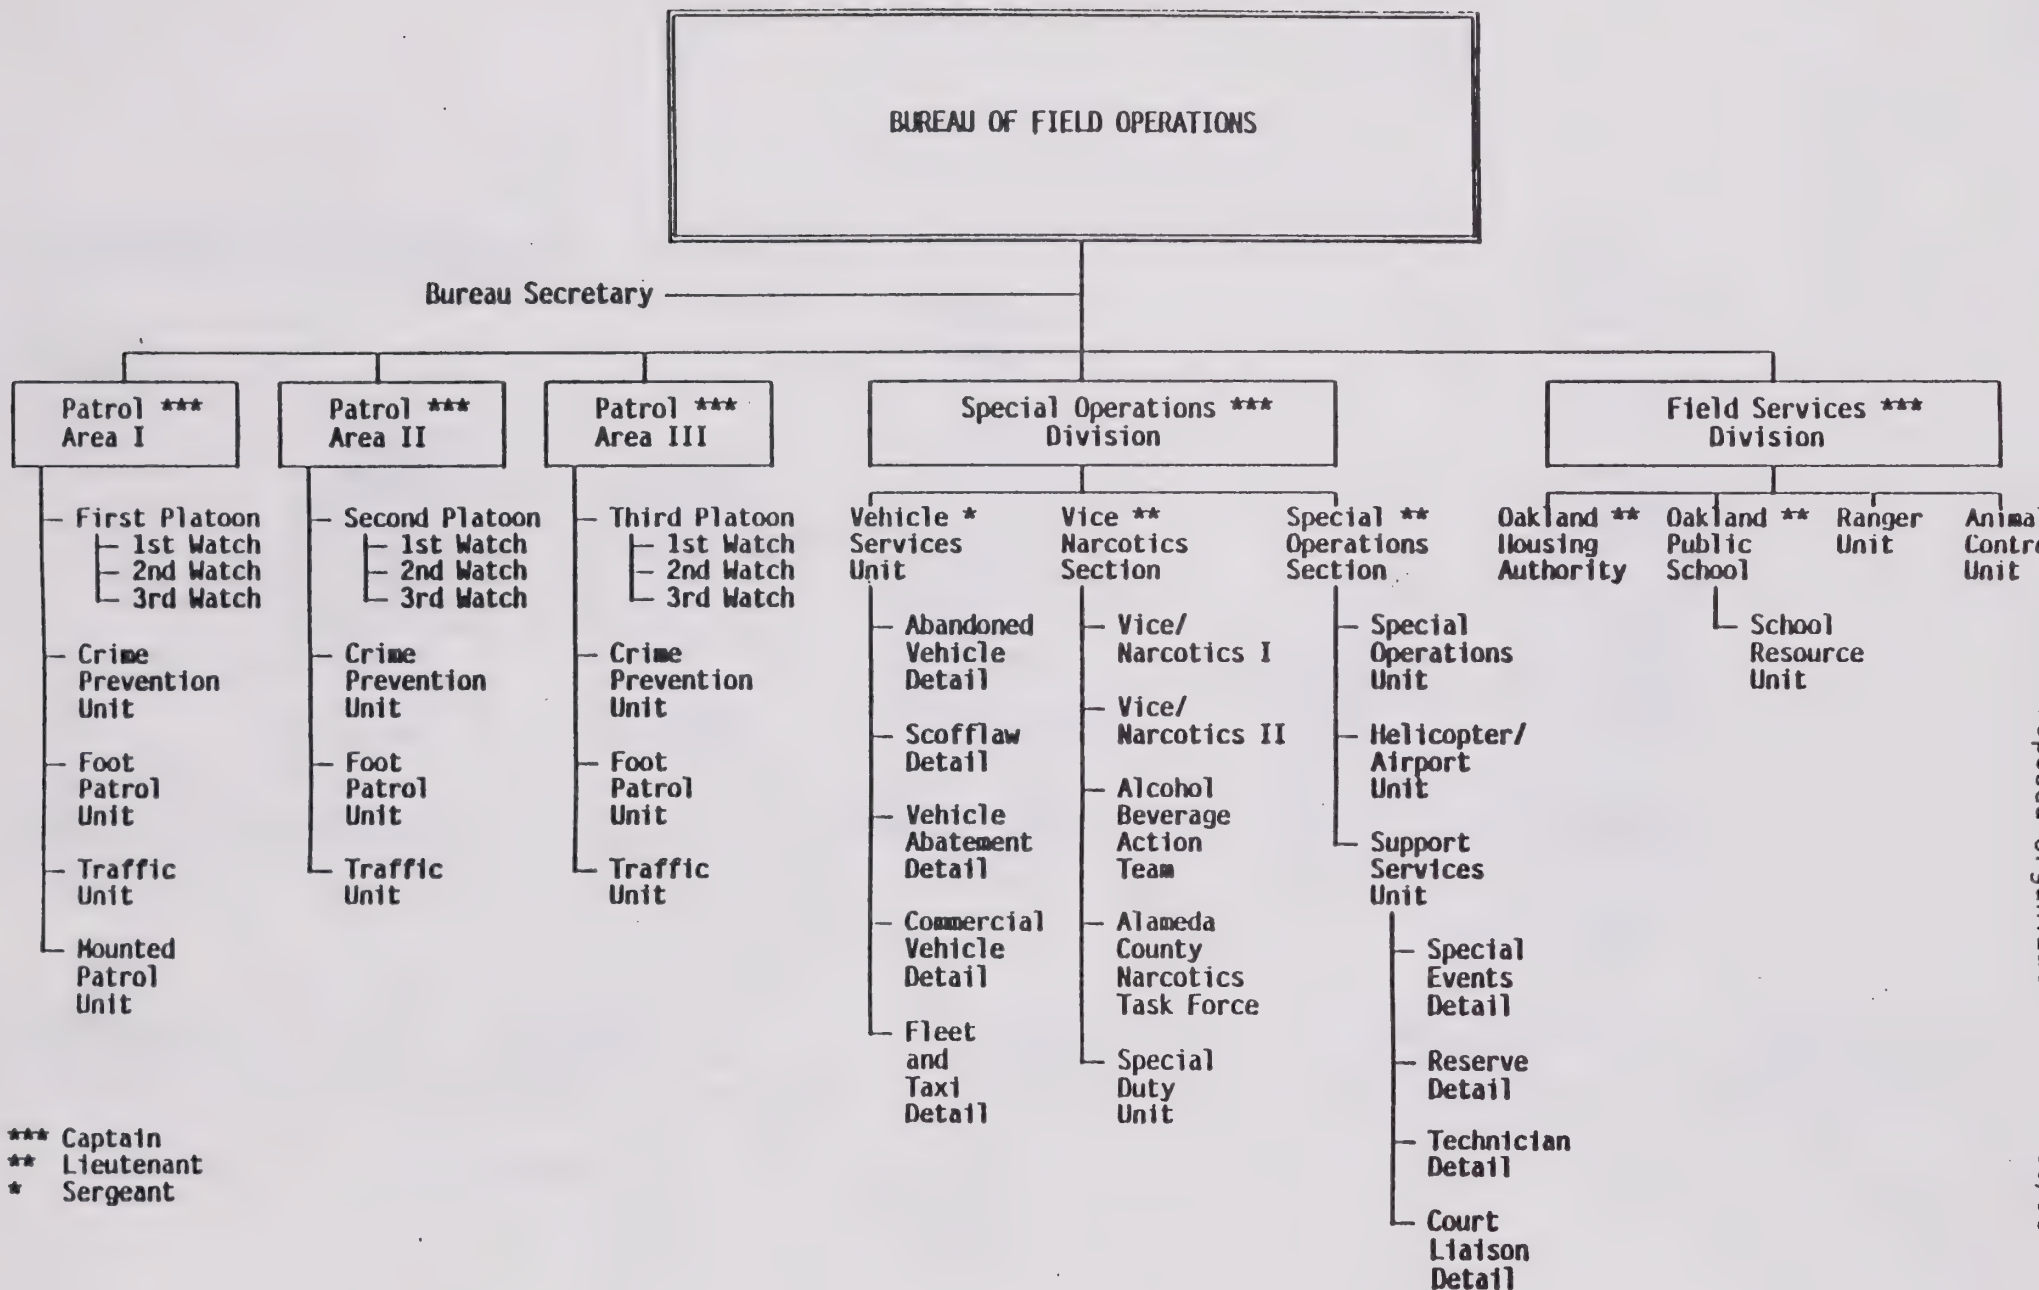 BUREAU OF FIELD OPERATIONS
Bureau Secretary
Patrol ***
Area I
First Platoon
1st Watch
2nd Watch
3rd Watch
Crime
Prevention
Unit
Foot
Patrol
Unit
Traffic
Unit
Mounted
Patrol
Unit
Patrol ***
Area II
Second Platoon
1st Watch
2nd Watch
3rd Watch
Crime
Prevention
Unit
Foot
Patrol
Unit
Traffic
Unit
Patrol ***
Area III
Third Platoon
1st Watch
2nd Watch
3rd Watch
Crime
Prevention
Unit
Foot
Patrol
Unit
Traffic
Unit
Special Operations ***
Division
Vehicle *
Services
Unit
Abandoned
Vehicle
Detail
Scofflaw
Detail
Vehicle
Abatement
Detail
Commercial
Vehicle
Detail
Fleet
and
Taxi
Detail
Vice **
Narcotics
Section
Vice/
Narcotics I
Vice/
Narcotics II
Alcohol
Beverage
Action
Team
Alameda
County
Narcotics
Task Force
Special
Duty
Unit
Special **
Operations
Section
Special
Operations
Unit
Helicopter/
Airport
Unit
Support
Services
Unit
Special
Events
Detail
Reserve
Detail
Technician
Detail
Court
Liaison
Detail
Field Services ***
Division
Oakland **
Housing
Authority
Oakland **
Public
School
School
Resource
Unit
Ranger
Unit
Animal
Contro
Unit
*** Captain
** Lieutenant
* Sergeant